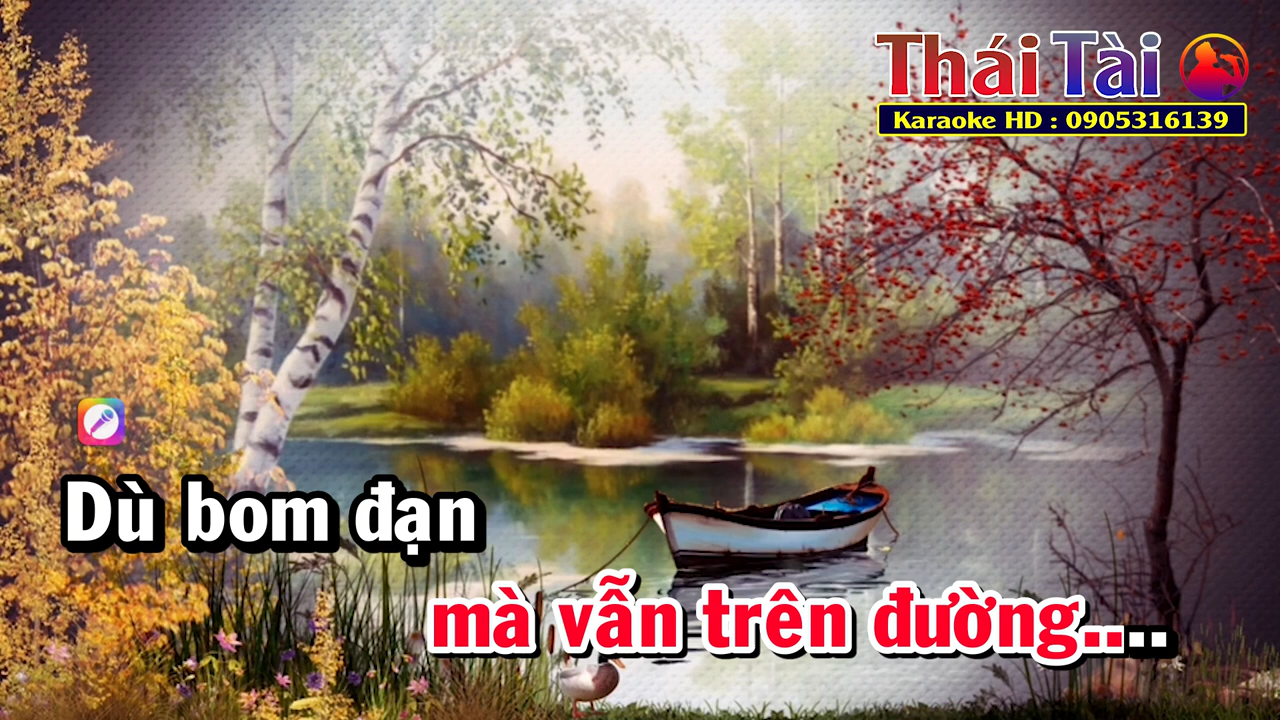 Thái Tài
Karaoke HD : 0905316139
Dù bom đạn
mà vẫn trên đường....